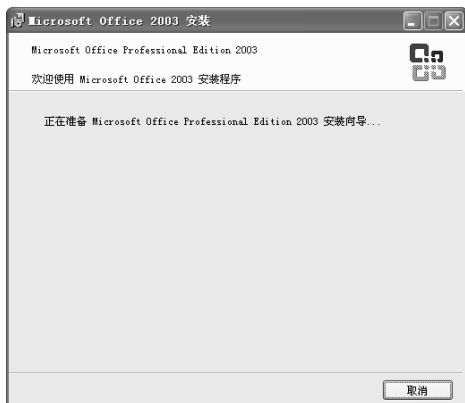 Microsoft Office 2003 安装
Microsoft Office Professional Edition 2003
欢迎使用 Microsoft Office 2003 安装程序
正在准备 Microsoft Office Professional Edition 2003 安装向导...
取消